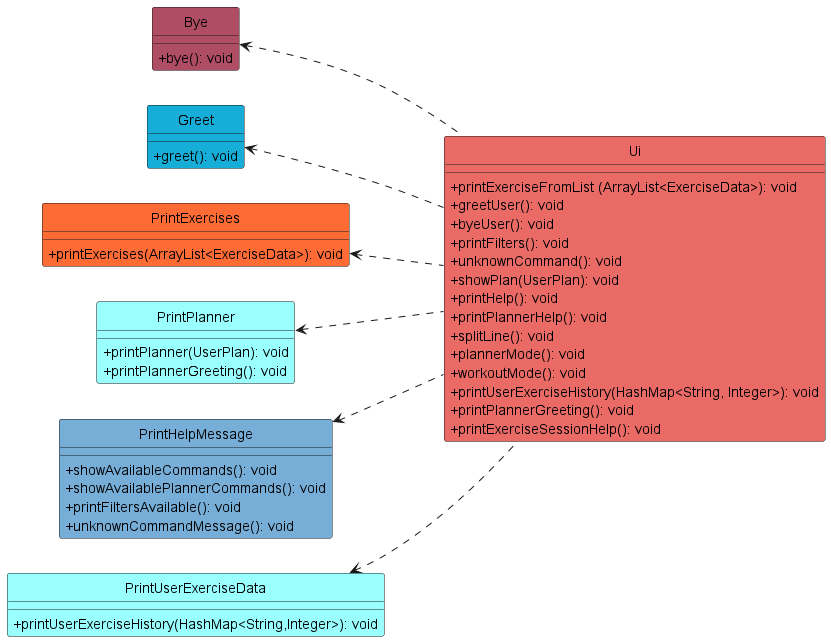 Bye
+bye(): void
Greet
+greet(): void
PrintExercises
+printExercises(ArrayList<ExerciseData>): void
PrintPlanner
+printPlanner(UserPlan): void
+printPlannerGreeting(): void
PrintHelpMessage
+showAvailableCommands(): void
+showAvailablePlannerCommands(): void
+printFiltersAvailable(): void
+unknownCommandMessage(): void
PrintUserExerciseData
+printUserExerciseHistory(HashMap<String,Integer>): void
Ui
+printExerciseFromList (ArrayList<ExerciseData>): void
+greetUser(): void
+byeUser(): void
+printFilters(): void
+unknownCommand(): void
+showPlan(UserPlan): void
+printHelp(): void
+printPlannerHelp(): void
+splitLine(): void
+plannerMode(): void
+workoutMode(): void
+printUserExerciseHistory(HashMap<String, Integer>): void
+printPlannerGreeting(): void
+printExerciseSessionHelp(): void